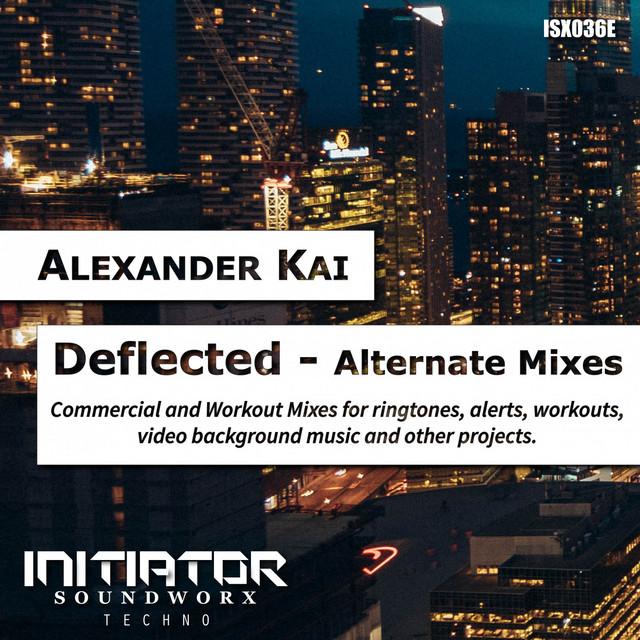 ISX036E
Alexander Kai
Deflected - Alternate Mixes
Commercial and Workout Mixes for ringtones, alerts, workouts,
video background music and other projects.
INITIATOR
SOUNDWORX
TECHNO